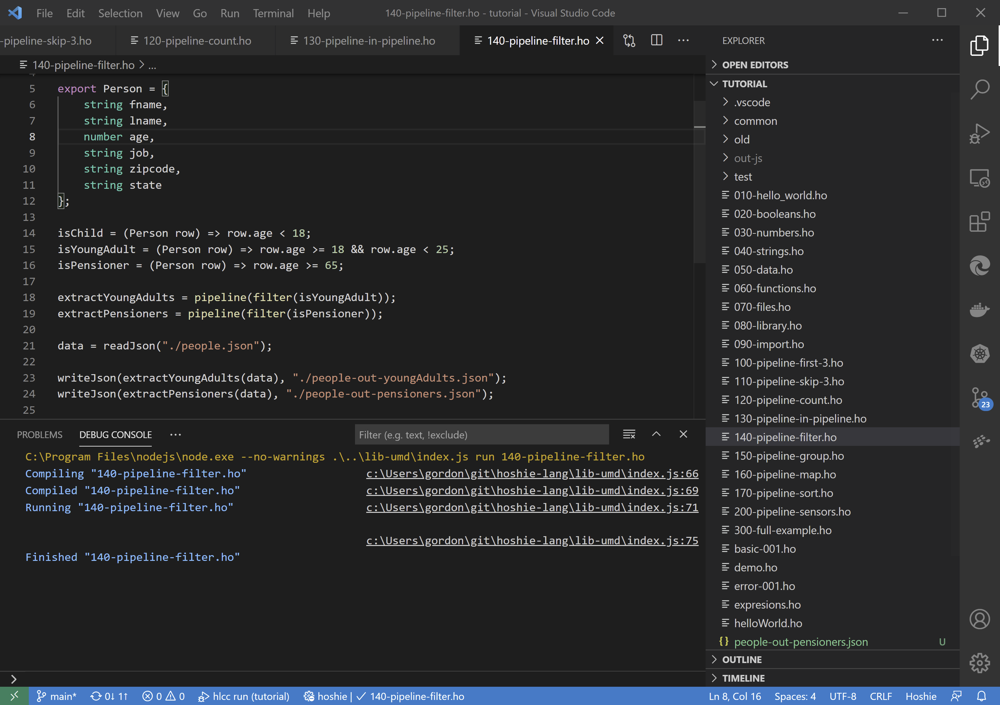 File Edit Selection View Go Run Terminal Help 140-pipeline-filter.ho - tutorial - Visual Studio Code
-pipeline-skip-3.ho 120-pipeline-count.ho 130-pipeline-in-pipeline.ho 140-pipeline-filter.ho
140-pipeline-filter.ho > ...
5 export Person = {
6 string fname,
7 string lname,
8 number age,
9 string job,
10 string zipcode,
11 string state
12 };
13
14 isChild = (Person row) => row.age < 18;
15 isYoungAdult = (Person row) => row.age >= 18 && row.age < 25;
16 isPensioner = (Person row) => row.age >= 65;
17
18 extractYoungAdults = pipeline(filter(isYoungAdult));
19 extractPensioners = pipeline(filter(isPensioner));
20
21 data = readJson("./people.json");
22
23 writeJson(extractYoungAdults(data), "./people-out-youngAdults.json");
24 writeJson(extractPensioners(data), "./people-out-pensioners.json");
25
PROBLEMS DEBUG CONSOLE ... Filter (e.g. text, !exclude)
C:\Program Files\nodejs\node.exe --no-warnings .\..\lib-umd\index.js run 140-pipeline-filter.ho
Compiling "140-pipeline-filter.ho" c:\Users\gordon\git\hoshie-lang\lib-umd\index.js:66
Compiled "140-pipeline-filter.ho" c:\Users\gordon\git\hoshie-lang\lib-umd\index.js:69
Running "140-pipeline-filter.ho" c:\Users\gordon\git\hoshie-lang\lib-umd\index.js:71
c:\Users\gordon\git\hoshie-lang\lib-umd\index.js:75
Finished "140-pipeline-filter.ho"
EXPLORER
OPEN EDITORS
TUTORIAL
.vscode
common
old
out-js
test
010-hello_world.ho
020-booleans.ho
030-numbers.ho
040-strings.ho
050-data.ho
060-functions.ho
070-files.ho
080-library.ho
090-import.ho
100-pipeline-first-3.ho
110-pipeline-skip-3.ho
120-pipeline-count.ho
130-pipeline-in-pipeline.ho
140-pipeline-filter.ho
150-pipeline-group.ho
160-pipeline-map.ho
170-pipeline-sort.ho
200-pipeline-sensors.ho
300-full-example.ho
basic-001.ho
demo.ho
error-001.ho
expresions.ho
helloWorld.ho
{} people-out-pensioners.json U
OUTLINE
TIMELINE
23
main* 0↓ 1↑ 0 0 hlcc run (tutorial) hoshie | ✓ 140-pipeline-filter.ho Ln 8, Col 16 Spaces: 4 UTF-8 CRLF Hoshie